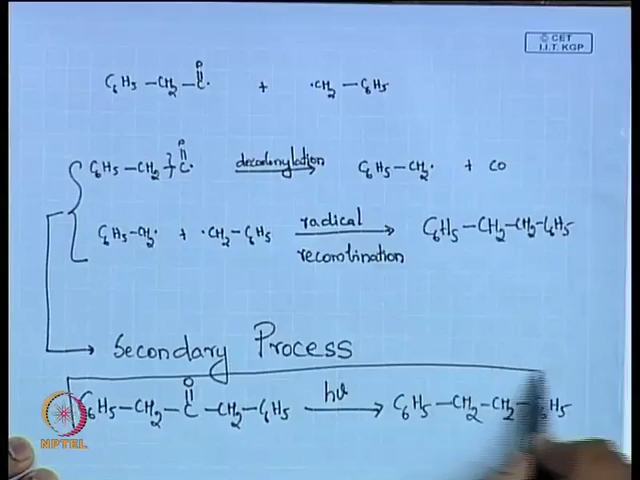 © CET
I.I.T. KGP
C6H5 —CH2 —C(=O)· + ·CH2 — C6H5
C6H5 —CH2 C(=O)· decarbonylation C6H5 —CH2· + CO
C6H5 —CH2· + ·CH2 —C6H5 radical C6H5 —CH2 —CH2—C6H5
recombination
Secondary Process
C6H5 —CH2 — C(=O) — CH2 —C6H5 hν C6H5 —CH2 —CH2 — C6H5
NPTEL